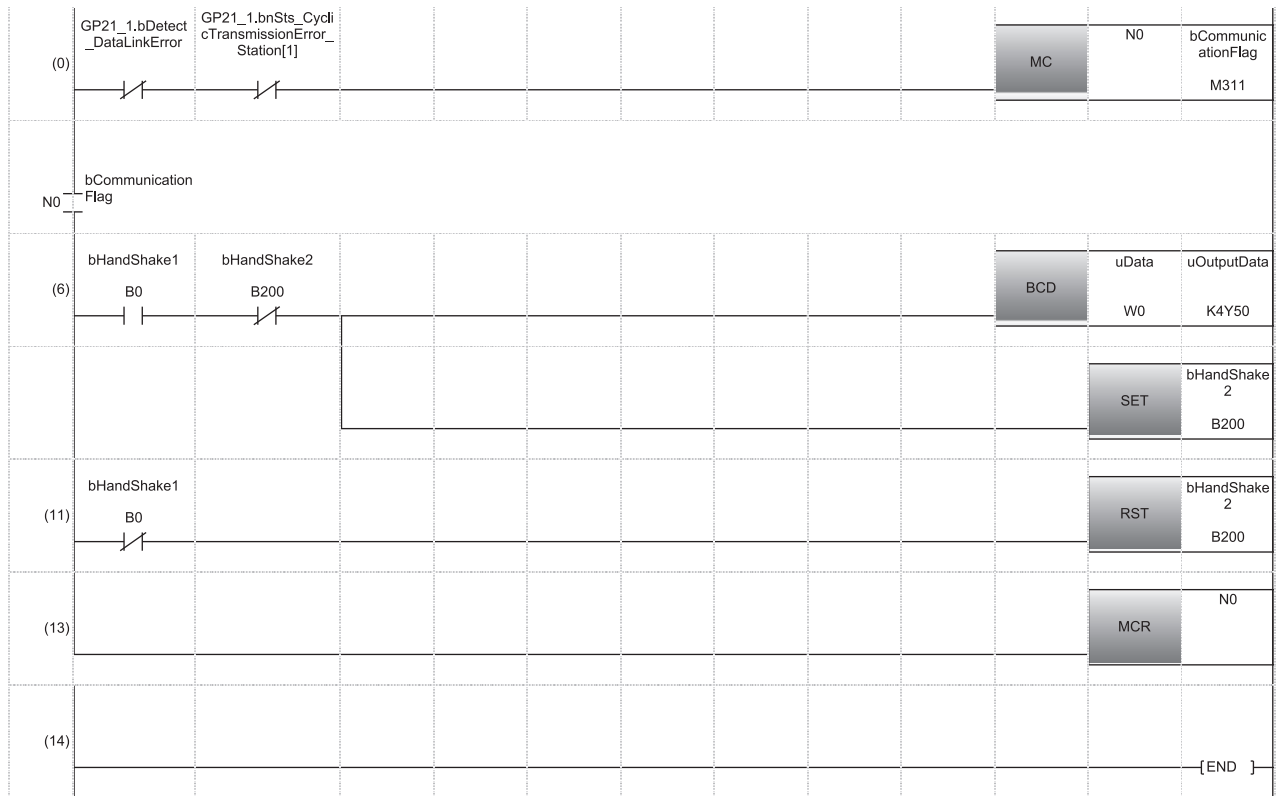 GP21_1.bDetect
_DataLinkError
GP21_1.bnSts_Cycli
cTransmissionError_
Station[1]
(0)
MC
N0
bCommunic
ationFlag
M311
N0
bCommunication
Flag
(6)
bHandShake1
B0
bHandShake2
B200
BCD
uData
W0
uOutputData
K4Y50
SET
bHandShake
2
B200
(11)
bHandShake1
B0
RST
bHandShake
2
B200
(13)
MCR
N0
(14)
[END ]